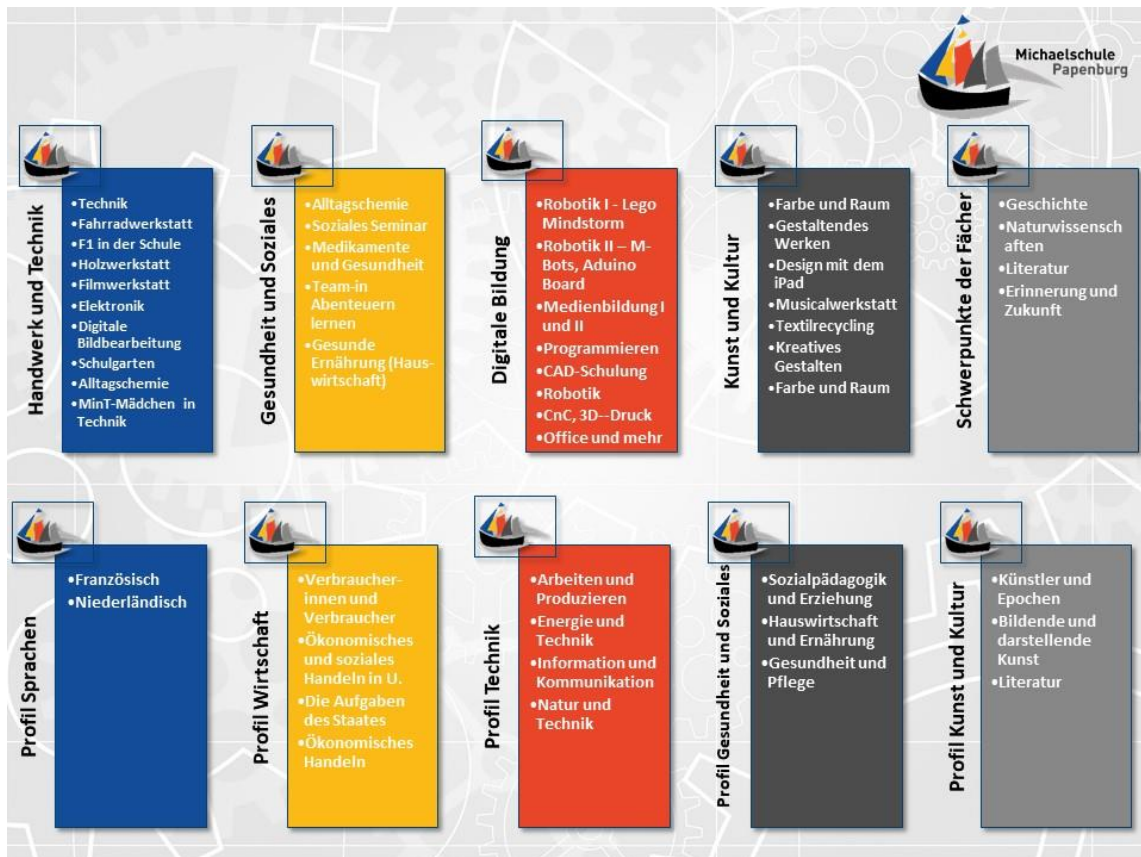 Michaelschule
Papenburg
Handwerk und Technik
•Technik
•Fahrradwerkstatt
•F1 in der Schule
•Holzwerkstatt
•Filmwerkstatt
•Elektronik
•Digitale
Bildbearbeitung
•Schulgarten
•Alltagschemie
•MinT-Mädchen in
Technik
Gesundheit und Soziales
•Alltagschemie
•Soziales Seminar
•Medikamente
und Gesundheit
•Team-in
Abenteuern
lernen
•Gesunde
Ernährung (Haus-
wirtschaft)
Digitale Bildung
•Robotik I - Lego
Mindstorm
•Robotik II – M-
Bots, Aduino
Board
•Medienbildung I
und II
•Programmieren
•CAD-Schulung
•Robotik
•CnC, 3D--Druck
•Office und mehr
Kunst und Kultur
•Farbe und Raum
•Gestaltendes
Werken
•Design mit dem
iPad
•Musicalwerkstatt
•Textilrecycling
•Kreatives
Gestalten
•Farbe und Raum
Schwerpunkte der Fächer
•Geschichte
•Naturwissensch
aften
•Literatur
•Erinnerung und
Zukunft
Profil Sprachen
•Französisch
•Niederländisch
Profil Wirtschaft
•Verbraucher-
innen und
Verbraucher
•Ökonomisches
und soziales
Handeln in U.
•Die Aufgaben
des Staates
•Ökonomisches
Handeln
Profil Technik
•Arbeiten und
Produzieren
•Energie und
Technik
•Information und
Kommunikation
•Natur und
Technik
Profil Gesundheit und Soziales
•Sozialpädagogik
und Erziehung
•Hauswirtschaft
und Ernährung
•Gesundheit und
Pflege
Profil Kunst und Kultur
•Künstler und
Epochen
•Bildende und
darstellende
Kunst
•Literatur